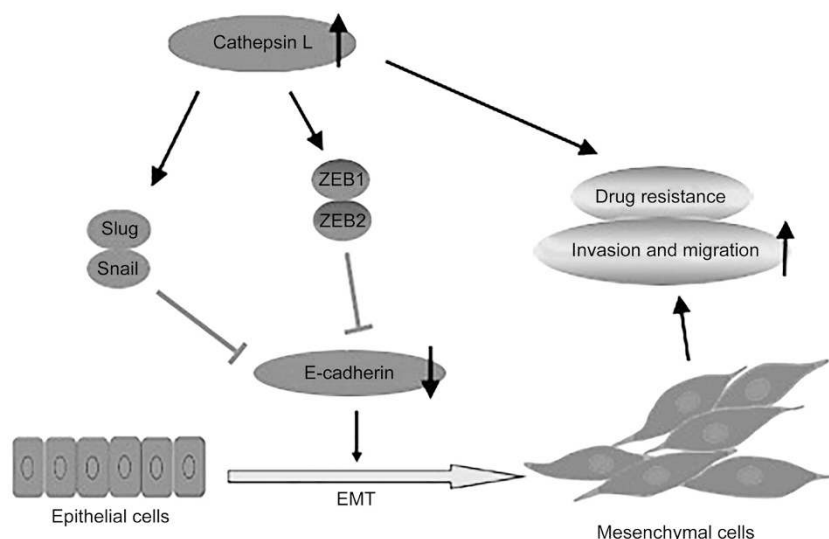 Cathepsin L
ZEB1
ZEB2
Slug
Snail
Drug resistance
Invasion and migration
E-cadherin
Epithelial cells
EMT
Mesenchymal cells